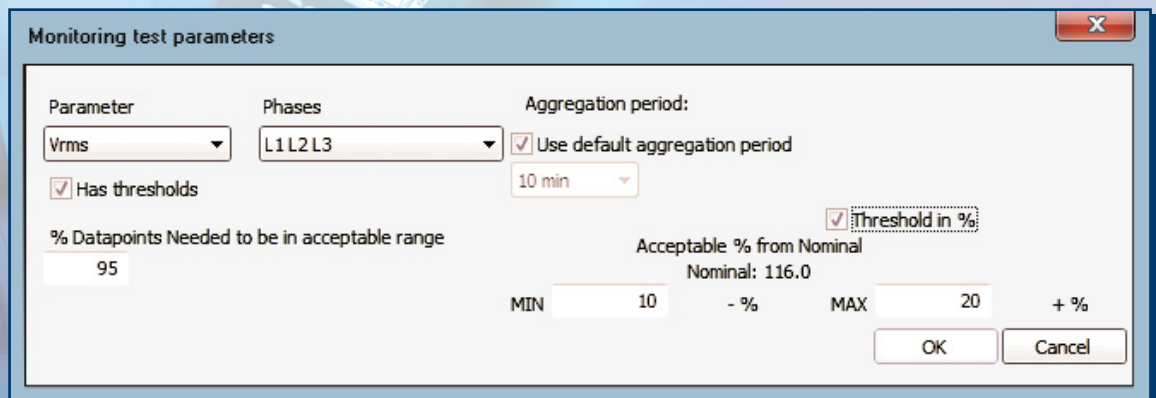 Monitoring test parameters
Parameter
Phases
Aggregation period:
Vrms
L1 L2 L3
Use default aggregation period
Has thresholds
10 min
Threshold in %
% Datapoints Needed to be in acceptable range
95
Acceptable % from Nominal
Nominal: 116.0
MIN 10 - % MAX 20 + %
OK Cancel